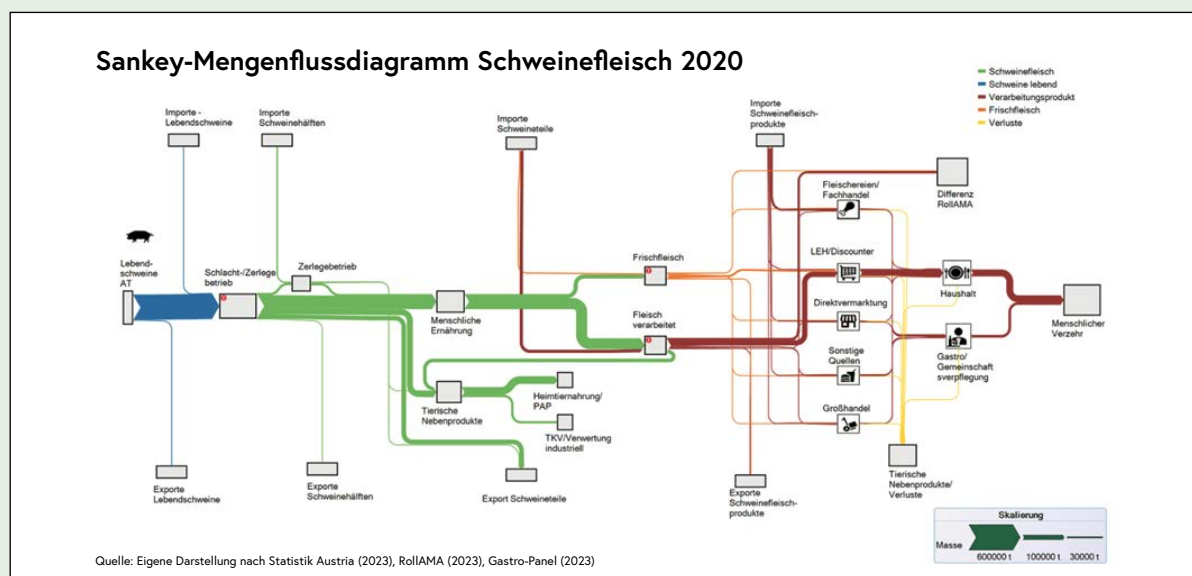 Sankey-Mengenflussdiagramm Schweinefleisch 2020
Schweinefleisch
Schweine lebend
Verarbeitungsprodukt
Frischfleisch
Verluste
Importe -
Lebendschweine
Importe
Schweinehälften
Importe
Schweineteile
Importe
Schweinefleisch-
produkte
Differenz
RollAMA
Fleischereien/
Fachhandel
Lebend-
schweine
AT
Schlacht-/Zerlege
betrieb
Zerlegebetrieb
Menschliche
Ernährung
Frischfleisch
Fleisch
verarbeitet
LEH/Discounter
Direktvermarktung
Sonstige
Quellen
Großhandel
Haushalt
Gastro/
Gemeinschaft
sverpflegung
Menschlicher
Verzehr
Tierische
Nebenprodukte
Heimtiernahrung/
PAP
TKV/Verwertung
industriell
Exporte
Lebendschweine
Exporte
Schweinehälften
Export Schweineteile
Exporte
Schweinefleisch-
produkte
Tierische
Nebenprodukte/
Verluste
Skalierung
Masse
600000 t 100000 t 30000 t
Quelle: Eigene Darstellung nach Statistik Austria (2023), RollAMA (2023), Gastro-Panel (2023)